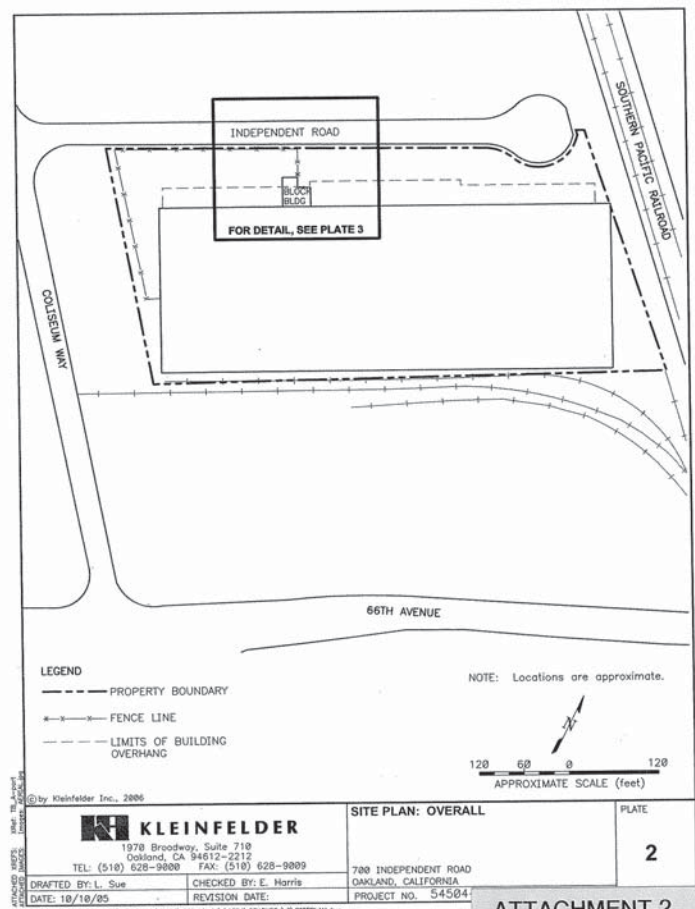 INDEPENDENT ROAD
SOUTHERN PACIFIC RAILROAD
BLOCK
BLDG
FOR DETAIL, SEE PLATE 3
COLISEUM WAY
66TH AVENUE
LEGEND
PROPERTY BOUNDARY
FENCE LINE
LIMITS OF BUILDING
OVERHANG
NOTE: Locations are approximate.
N
120 60 0 120
APPROXIMATE SCALE (feet)
©by Kleinfelder Inc., 2006
KLEINFELDER
1970 Broadway, Suite 710
Oakland, CA 94612-2212
TEL: (510) 628-9000 FAX: (510) 628-9009
DRAFTED BY: L. Sue
CHECKED BY: E. Harris
DATE: 10/10/05
REVISION DATE:
SITE PLAN: OVERALL
700 INDEPENDENT ROAD
OAKLAND, CALIFORNIA
PROJECT NO. 54504
PLATE
2
ATTACHMENT 2
ATTACHED XREFS:
ATTACHED IMAGES: